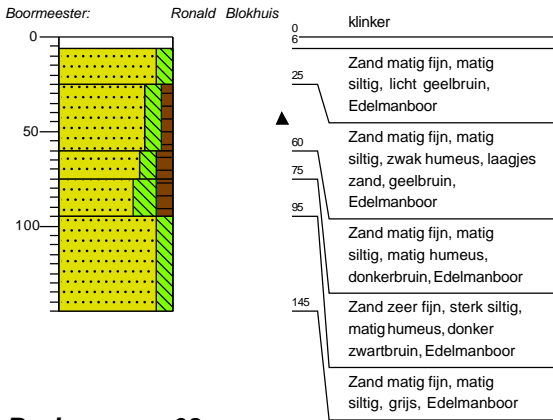 Boormeester: Ronald Blokhuis
0
50
100
0
6
25
60
75
95
145
klinker
Zand matig fijn, matig
siltig, licht geelbruin,
Edelmanboor
Zand matig fijn, matig
siltig, zwak humeus, laagjes
zand, geelbruin,
Edelmanboor
Zand matig fijn, matig
siltig, matig humeus,
donkerbruin, Edelmanboor
Zand zeer fijn, sterk siltig,
matig humeus, donker
zwartbruin, Edelmanboor
Zand matig fijn, matig
siltig, grijs, Edelmanboor